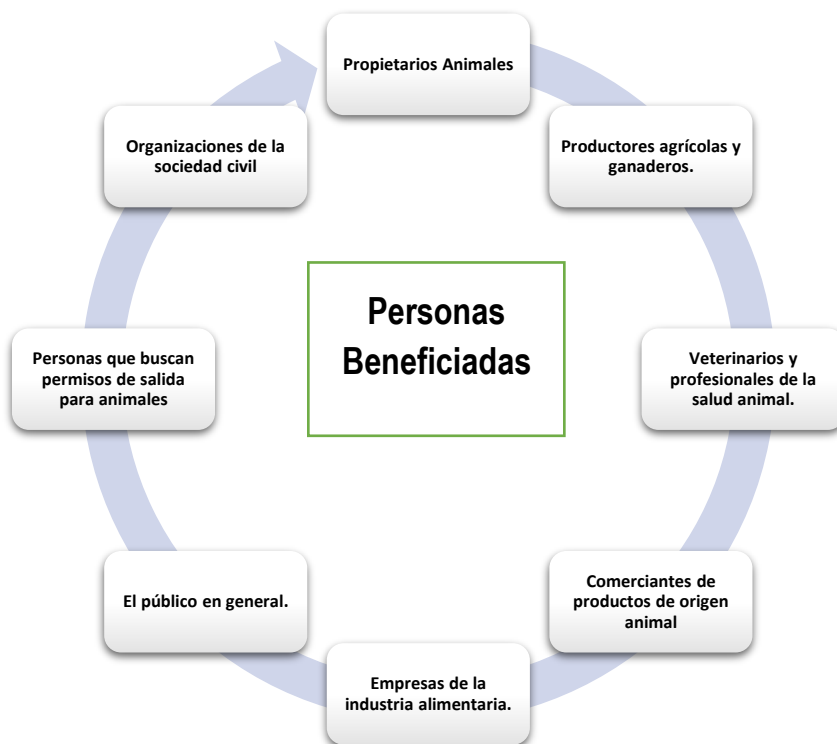 Propietarios Animales
Productores agrícolas y
ganaderos.
Veterinarios y
profesionales de la
salud animal.
Comerciantes de
productos de origen
animal
Empresas de la
industria alimentaria.
El público en general.
Personas que buscan
permisos de salida
para animales
Organizaciones de la
sociedad civil
Personas
Beneficiadas